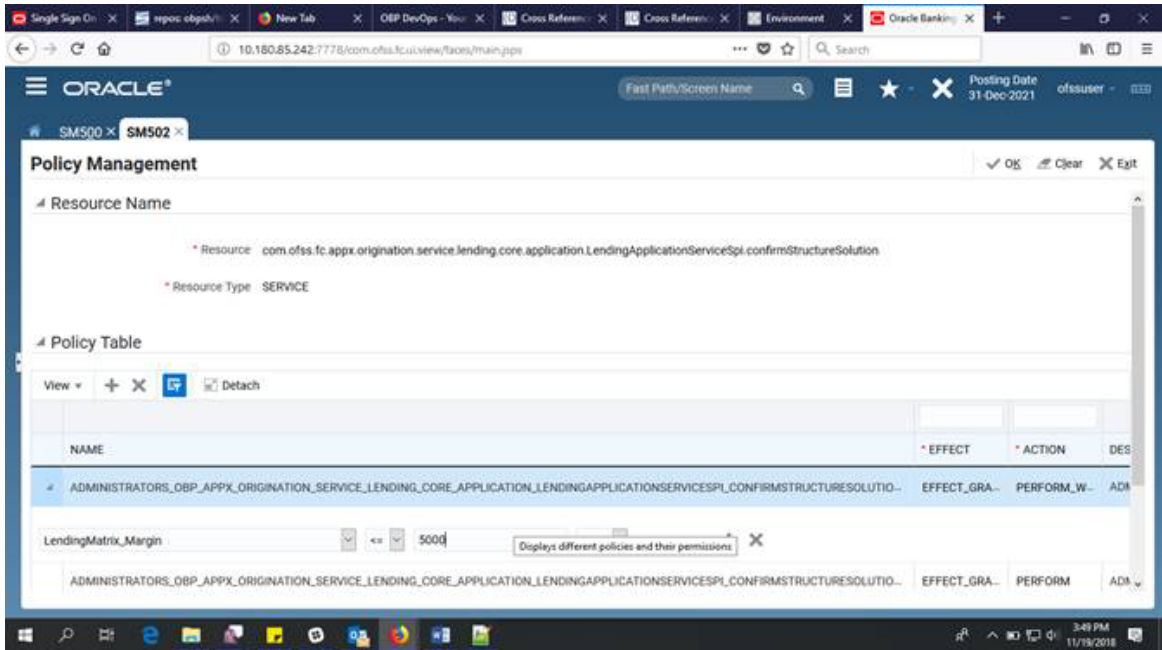 Single Sign On × repos: obpsh/ × New Tab × OBP DevOps - You × Cross Reference × Cross Reference × Environment × Oracle Banking × +
10.180.85.242:7778/com.ofss.fc.ui.view/faces/main.jspx ... Search
ORACLE® Fast Path/Screen Name Posting Date ofssuser
31-Dec-2021
SM500 × SM502 ×
Policy Management OK Clear Exit
Resource Name
* Resource com.ofss.fc.appx.origination.service.lending.core.application.LendingApplicationServiceSpi.confirmStructureSolution
* Resource Type SERVICE
Policy Table
View Detach
NAME * EFFECT * ACTION DES
ADMINISTRATORS_OBP_APPX_ORIGINATION_SERVICE_LENDING_CORE_APPLICATION_LENDINGAPPLICATIONSERVICESPI_CONFIRMSTRUCTURESOLUTIO... EFFECT_GRA... PERFORM_W... ADM
LendingMatrix_Margin <= 5000
Displays different policies and their permissions
ADMINISTRATORS_OBP_APPX_ORIGINATION_SERVICE_LENDING_CORE_APPLICATION_LENDINGAPPLICATIONSERVICESPI_CONFIRMSTRUCTURESOLUTIO... EFFECT_GRA... PERFORM ADM
3:49 PM
11/19/2018